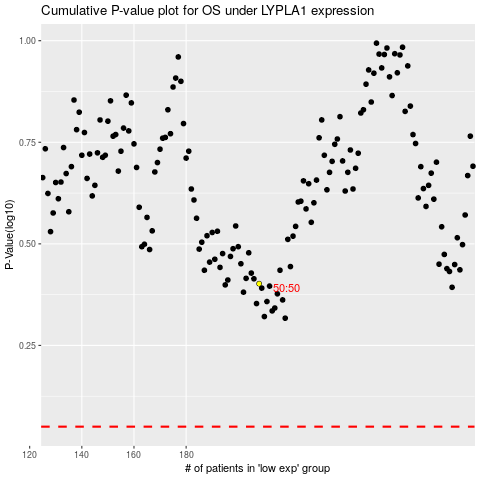 Cumulative P-value plot for OS under LYPLA1 expression
P-Value(log10)
1.00
0.75
0.50
0.25
50:50
120 140 160 180
# of patients in 'low exp' group